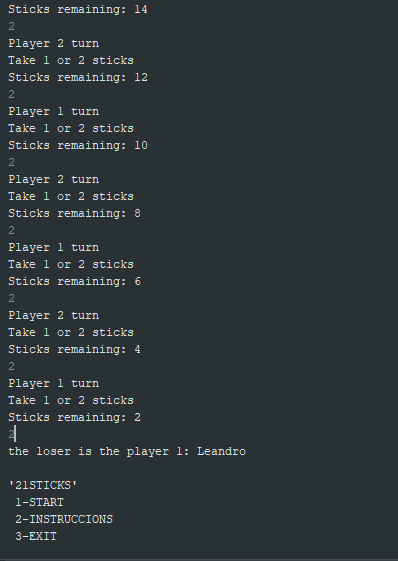 Sticks remaining: 14
2
Player 2 turn
Take 1 or 2 sticks
Sticks remaining: 12
2
Player 1 turn
Take 1 or 2 sticks
Sticks remaining: 10
2
Player 2 turn
Take 1 or 2 sticks
Sticks remaining: 8
2
Player 1 turn
Take 1 or 2 sticks
Sticks remaining: 6
2
Player 2 turn
Take 1 or 2 sticks
Sticks remaining: 4
2
Player 1 turn
Take 1 or 2 sticks
Sticks remaining: 2
2
the loser is the player 1: Leandro

'21STICKS'
1-START
2-INSTRUCCIONS
3-EXIT